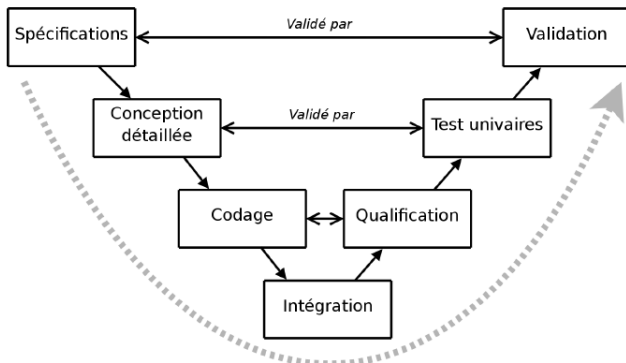 Spécifications
Validé par
Validation
Conception
détaillée
Validé par
Test univaires
Codage
Qualification
Intégration